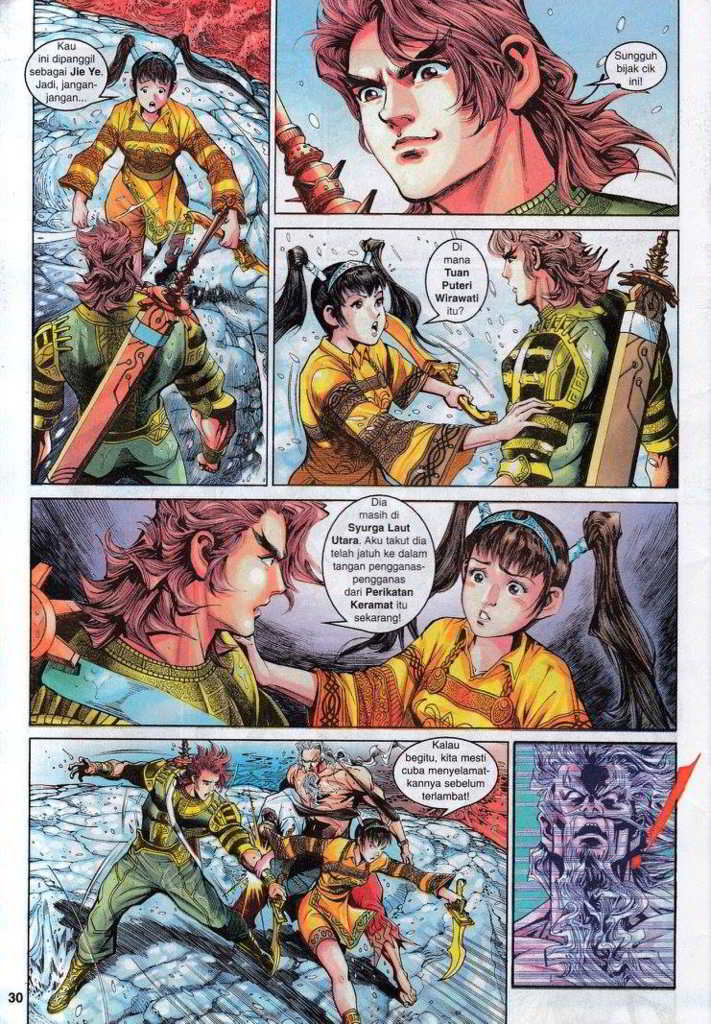 Kau
ini dipanggil
sebagai Jie Ye.
Jadi, jangan-
jangan...
Sungguh
bijak cik
ini!
Di
mana
Tuan
Puteri
Wirawati
itu?
Dia
masih di
Syurga Laut
Utara. Aku takut dia
telah jatuh ke dalam
tangan pengganas-
pengganas
dari Perikatan
Keramat itu
sekarang!
Kalau
begitu, kita mesti
cuba menyelamat-
kannya sebelum
terlambat!
30